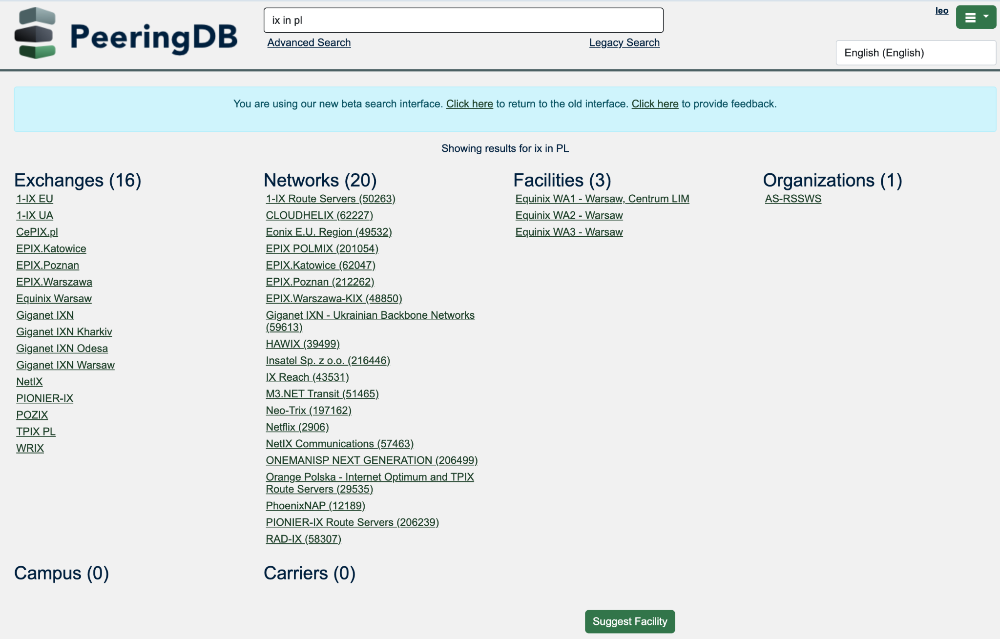 PeeringDB
ix in pl
Advanced Search
Legacy Search
leo
English (English)
You are using our new beta search interface. Click here to return to the old interface. Click here to provide feedback.
Showing results for ix in PL
Exchanges (16)
1-IX EU
1-IX UA
CePIX.pl
EPIX.Katowice
EPIX.Poznan
EPIX.Warszawa
Equinix Warsaw
Giganet IXN
Giganet IXN Kharkiv
Giganet IXN Odesa
Giganet IXN Warsaw
NetIX
PIONIER-IX
POZIX
TPIX PL
WRIX
Networks (20)
1-IX Route Servers (50263)
CLOUDHELIX (62227)
Eonix E.U. Region (49532)
EPIX POLMIX (201054)
EPIX.Katowice (62047)
EPIX.Poznan (212262)
EPIX.Warszawa-KIX (48850)
Giganet IXN - Ukrainian Backbone Networks
(59613)
HAWIX (39499)
Insatel Sp. z o.o. (216446)
IX Reach (43531)
M3.NET Transit (51465)
Neo-Trix (197162)
Netflix (2906)
NetIX Communications (57463)
ONEMANISP NEXT GENERATION (206499)
Orange Polska - Internet Optimum and TPIX
Route Servers (29535)
PhoenixNAP (12189)
PIONIER-IX Route Servers (206239)
RAD-IX (58307)
Facilities (3)
Equinix WA1 - Warsaw, Centrum LIM
Equinix WA2 - Warsaw
Equinix WA3 - Warsaw
Organizations (1)
AS-RSSWS
Campus (0)
Carriers (0)
Suggest Facility